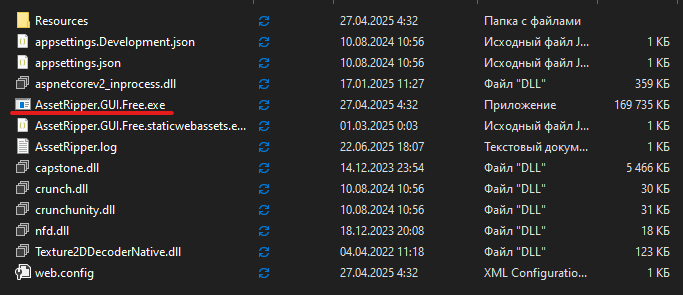 Resources 27.04.2025 4:32 Папка с файлами
appsettings.Development.json 10.08.2024 10:56 Исходный файл J... 1 КБ
appsettings.json 10.08.2024 10:56 Исходный файл J... 1 КБ
aspnetcorev2_inprocess.dll 17.01.2025 11:27 Файл "DLL" 359 КБ
AssetRipper.GUI.Free.exe 27.04.2025 4:32 Приложение 169 735 КБ
AssetRipper.GUI.Free.staticwebassets.e... 01.03.2025 0:03 Исходный файл J... 1 КБ
AssetRipper.log 22.06.2025 18:07 Текстовый докум... 1 КБ
capstone.dll 14.12.2023 23:54 Файл "DLL" 5 466 КБ
crunch.dll 10.08.2024 10:56 Файл "DLL" 30 КБ
crunchunity.dll 10.08.2024 10:56 Файл "DLL" 31 КБ
nfd.dll 18.12.2023 20:08 Файл "DLL" 18 КБ
Texture2DDecoderNative.dll 04.04.2022 11:18 Файл "DLL" 123 КБ
web.config 27.04.2025 4:32 XML Configuratio... 1 КБ